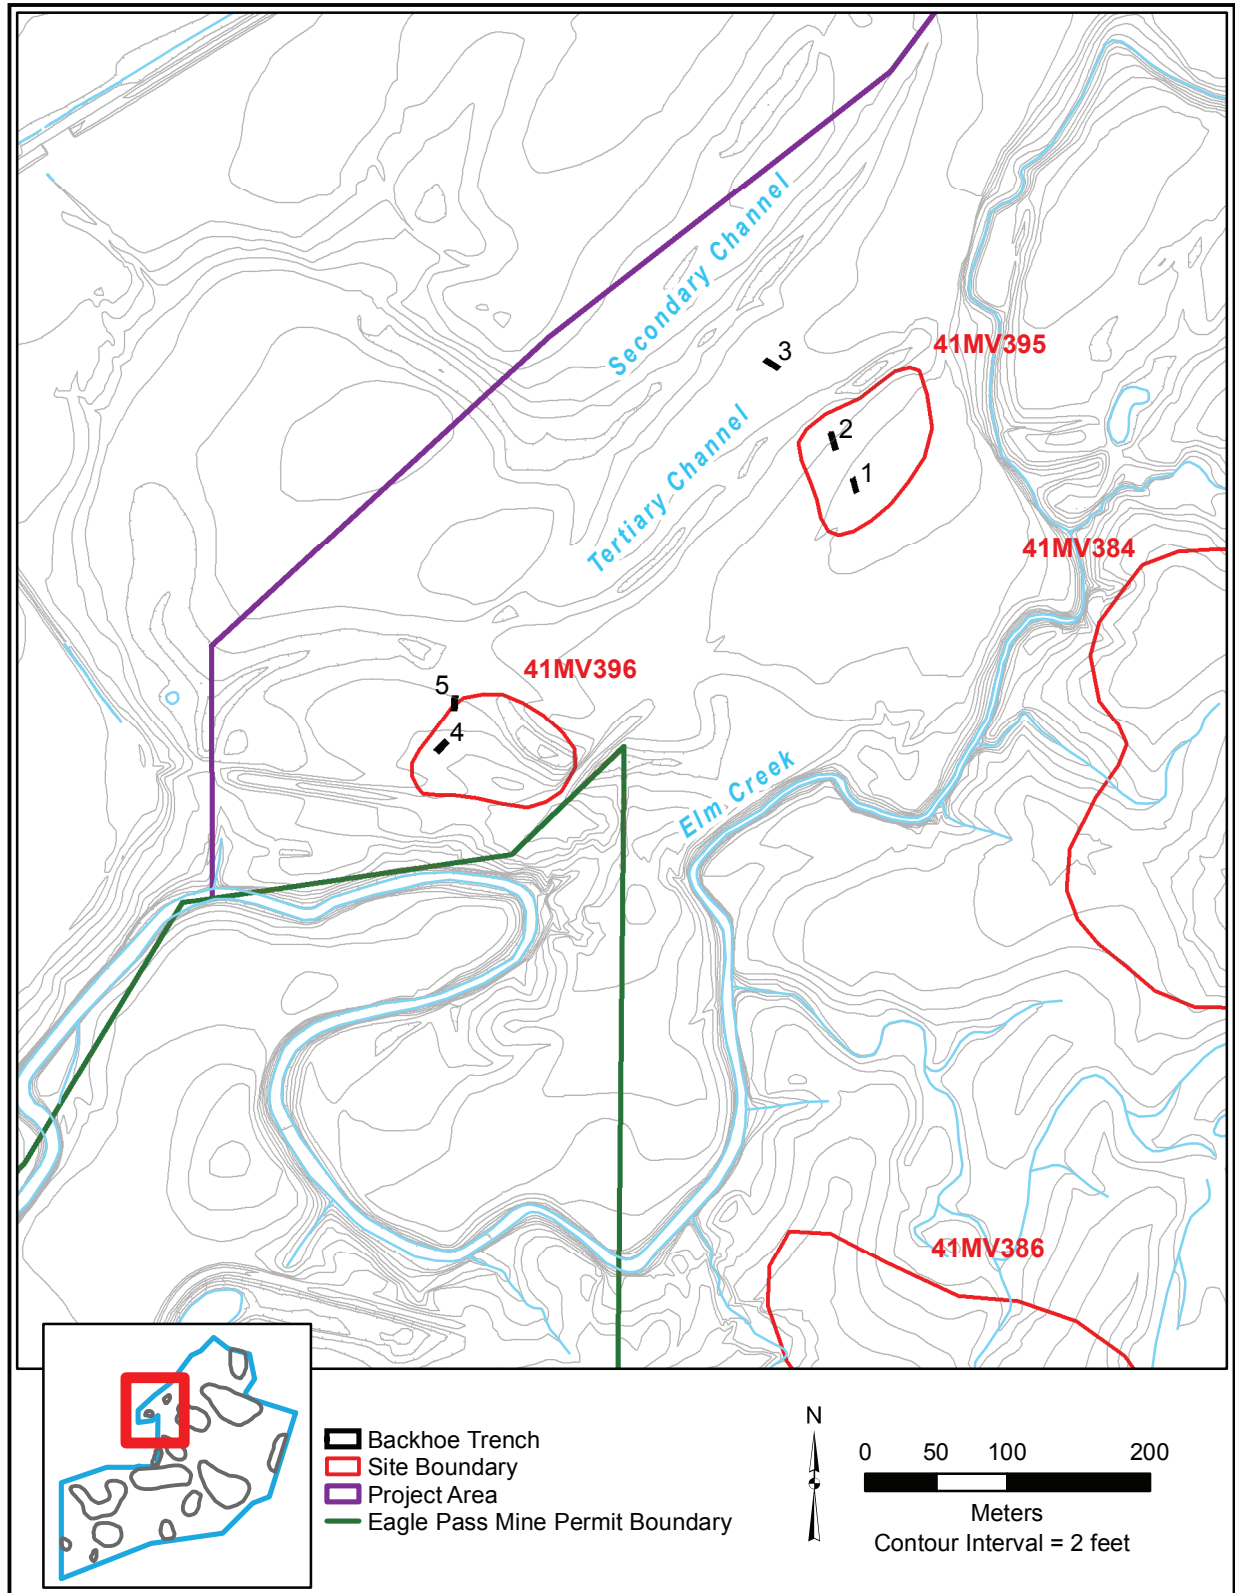 Secondary Channel
3
41MV395
2
Tertiary Channel
1
41MV384
41MV396
5
4
Elm Creek
41MV386
Backhoe Trench
Site Boundary
Project Area
Eagle Pass Mine Permit Boundary
N
0 50 100 200
Meters
Contour Interval = 2 feet